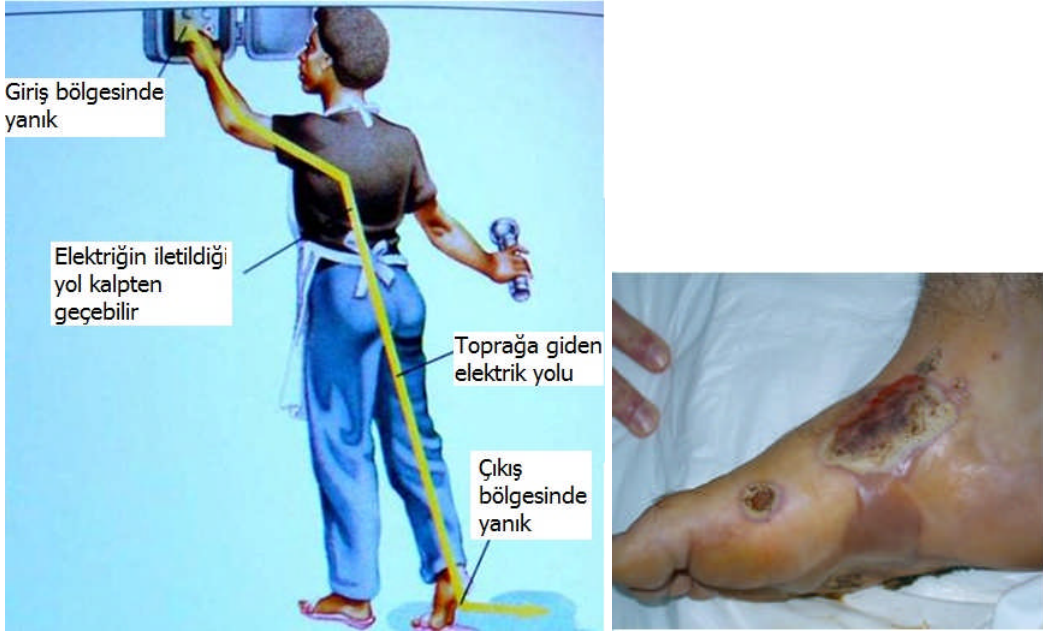 Giriş bölgesinde
yanık
Elektriğin iletildiği
yol kalpten
geçebilir
Toprağa giden
elektrik yolu
Çıkış
bölgesinde
yanık